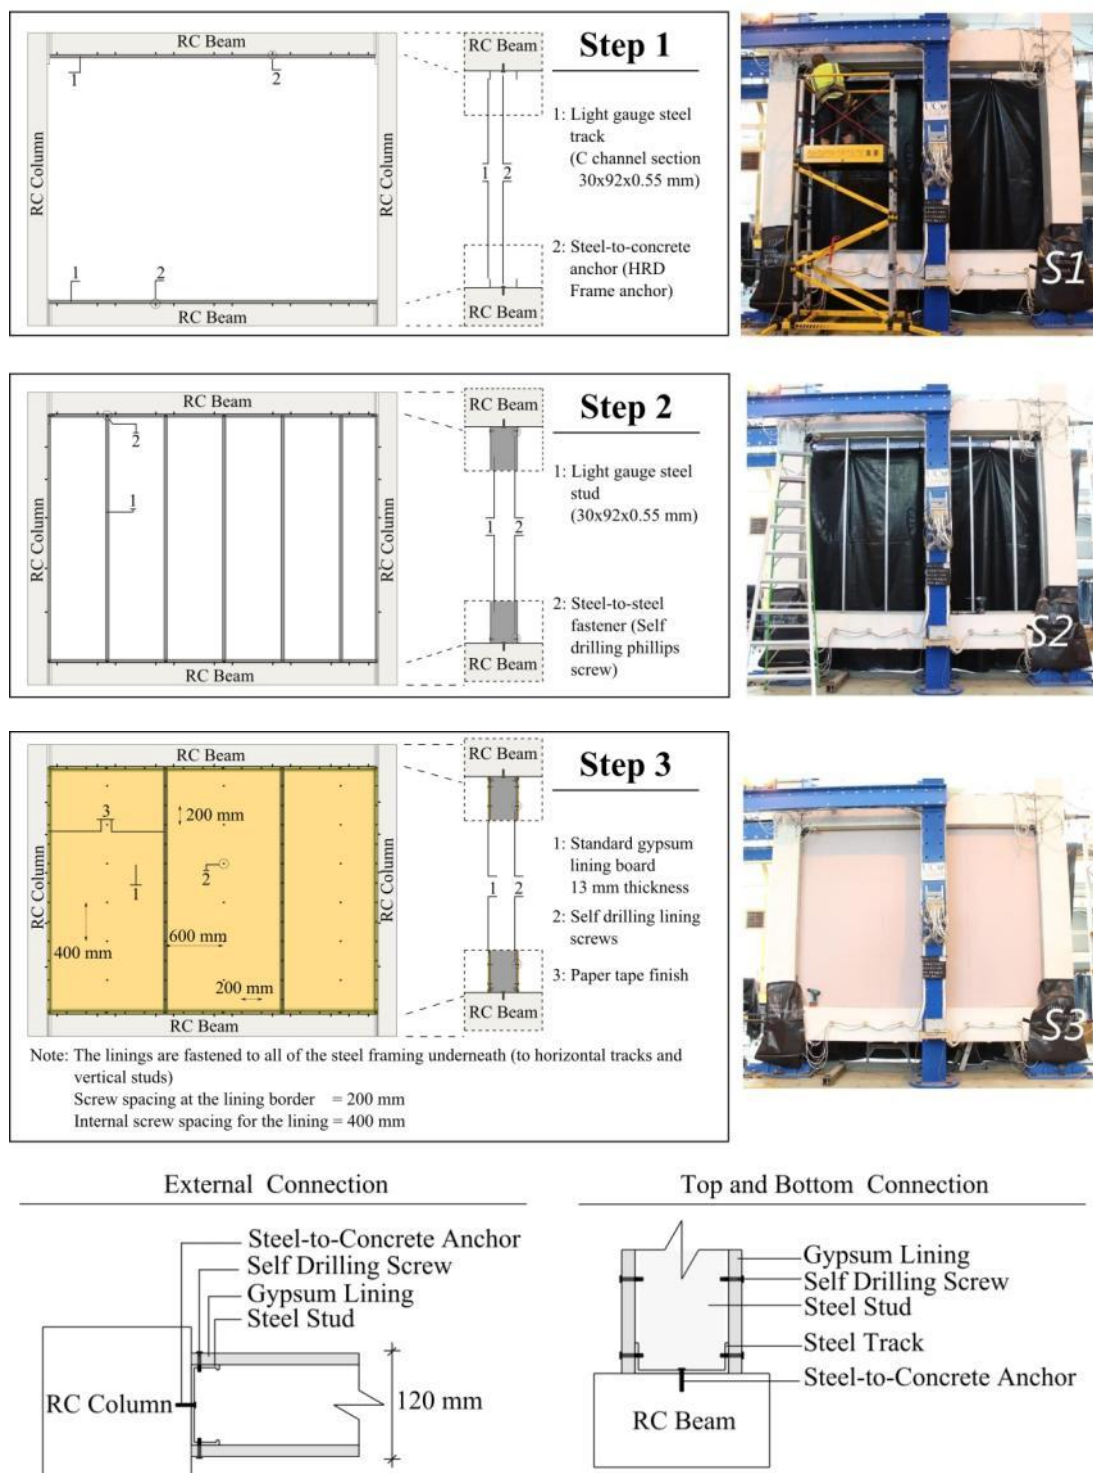 RC Beam
RC Column
RC Column
1
2
1
2
RC Beam
RC Beam
1 2
RC Beam
Step 1
1: Light gauge steel
track
(C channel section
30x92x0.55 mm)
2: Steel-to-concrete
anchor (HRD
Frame anchor)
S1
RC Beam
RC Column
RC Column
2
1
RC Beam
RC Beam
1 2
RC Beam
Step 2
1: Light gauge steel
stud
(30x92x0.55 mm)
2: Steel-to-steel
fastener (Self
drilling phillips
screw)
S2
RC Beam
RC Column
RC Column
3
200 mm
2
1
400 mm
600 mm
200 mm
RC Beam
RC Beam
1 2
RC Beam
Step 3
1: Standard gypsum
lining board
13 mm thickness
2: Self drilling lining
screws
3: Paper tape finish
Note: The linings are fastened to all of the steel framing underneath (to horizontal tracks and
vertical studs)
Screw spacing at the lining border = 200 mm
Internal screw spacing for the lining = 400 mm
S3
External Connection
Steel-to-Concrete Anchor
Self Drilling Screw
Gypsum Lining
Steel Stud
RC Column
120 mm
Top and Bottom Connection
Gypsum Lining
Self Drilling Screw
Steel Stud
Steel Track
Steel-to-Concrete Anchor
RC Beam